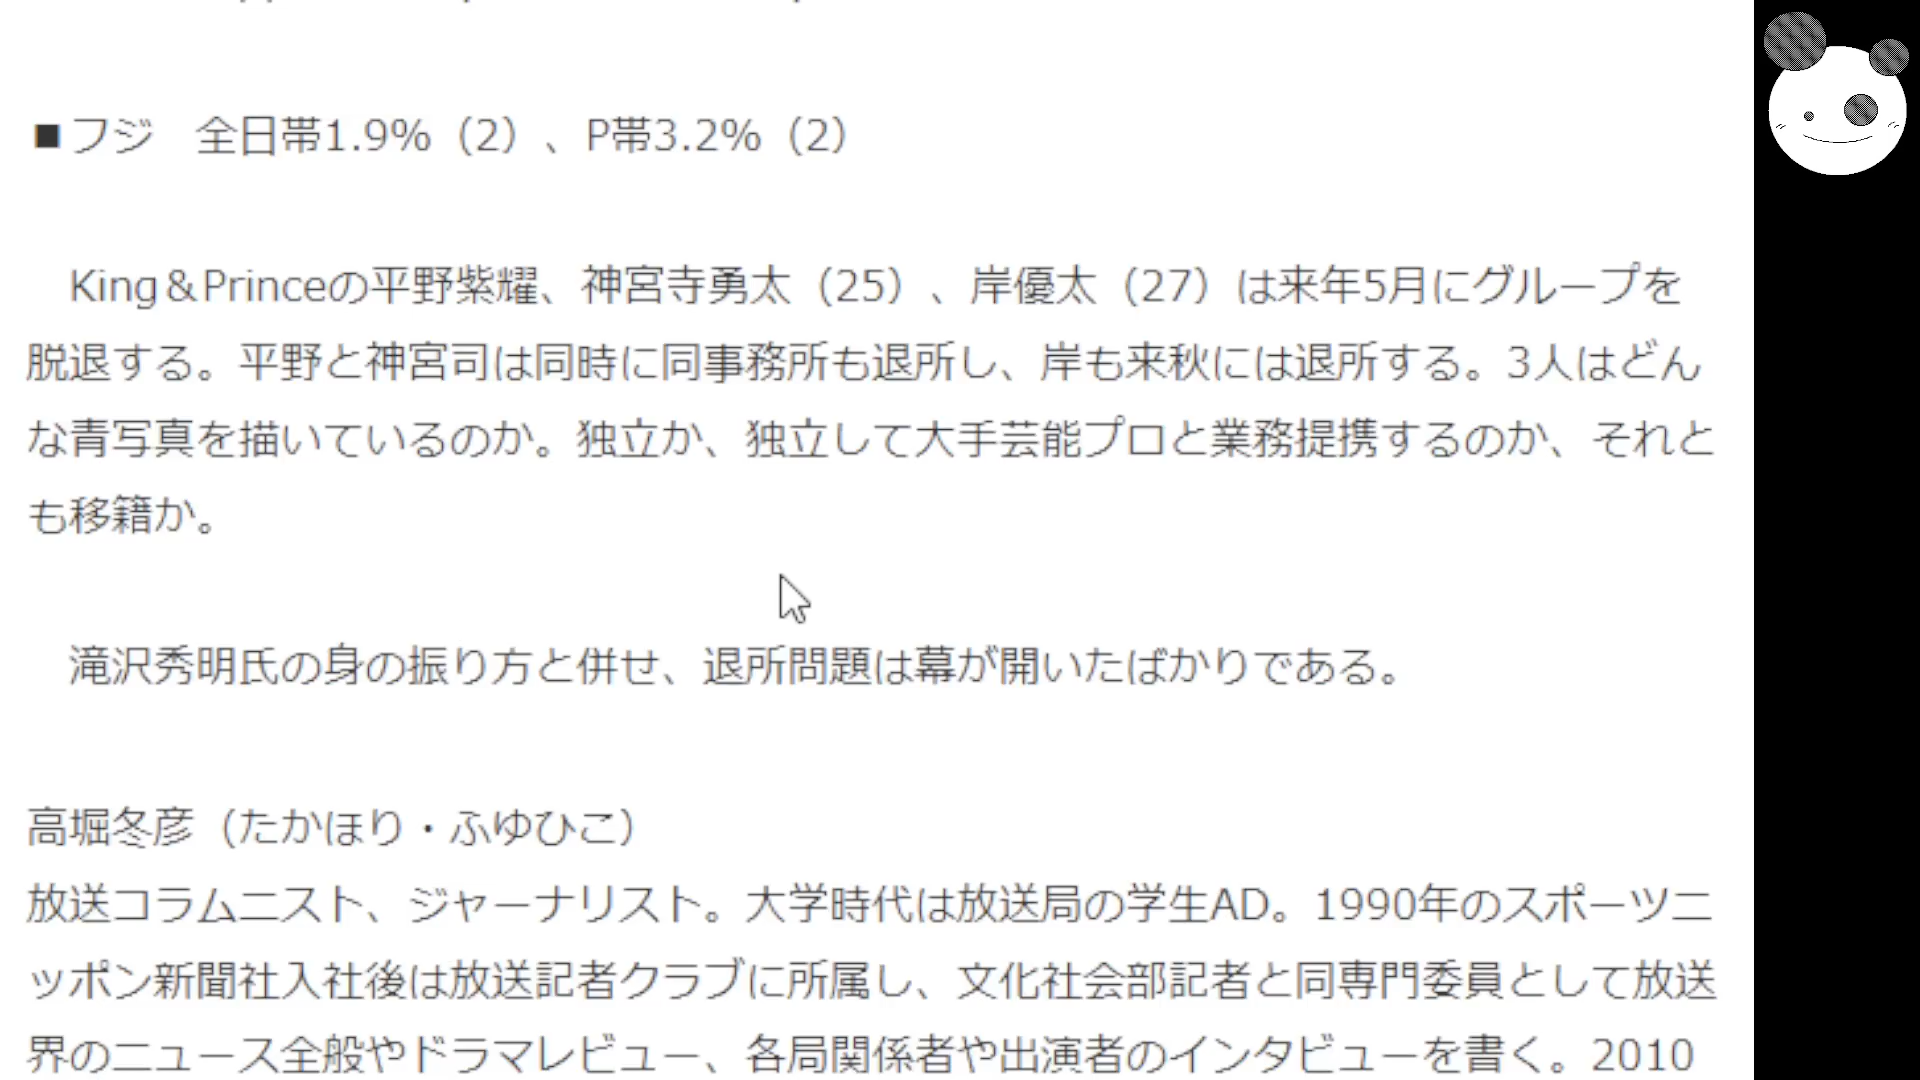 ■フジ　全日帯1.9%（2）、P帯3.2%（2）
King＆Princeの平野紫耀、神宮寺勇太（25）、岸優太（27）は来年5月にグループを
脱退する。平野と神宮司は同時に同事務所も退所し、岸も来秋には退所する。3人はどん
な青写真を描いているのか。独立か、独立して大手芸能プロと業務提携するのか、それと
も移籍か。
滝沢秀明氏の身の振り方と併せ、退所問題は幕が開いたばかりである。
高堀冬彦（たかほり・ふゆひこ）
放送コラムニスト、ジャーナリスト。大学時代は放送局の学生AD。1990年のスポーツニ
ッポン新聞社入社後は放送記者クラブに所属し、文化社会部記者と同専門委員として放送
界のニュース全般やドラマレビュー、各局関係者や出演者のインタビューを書く。2010